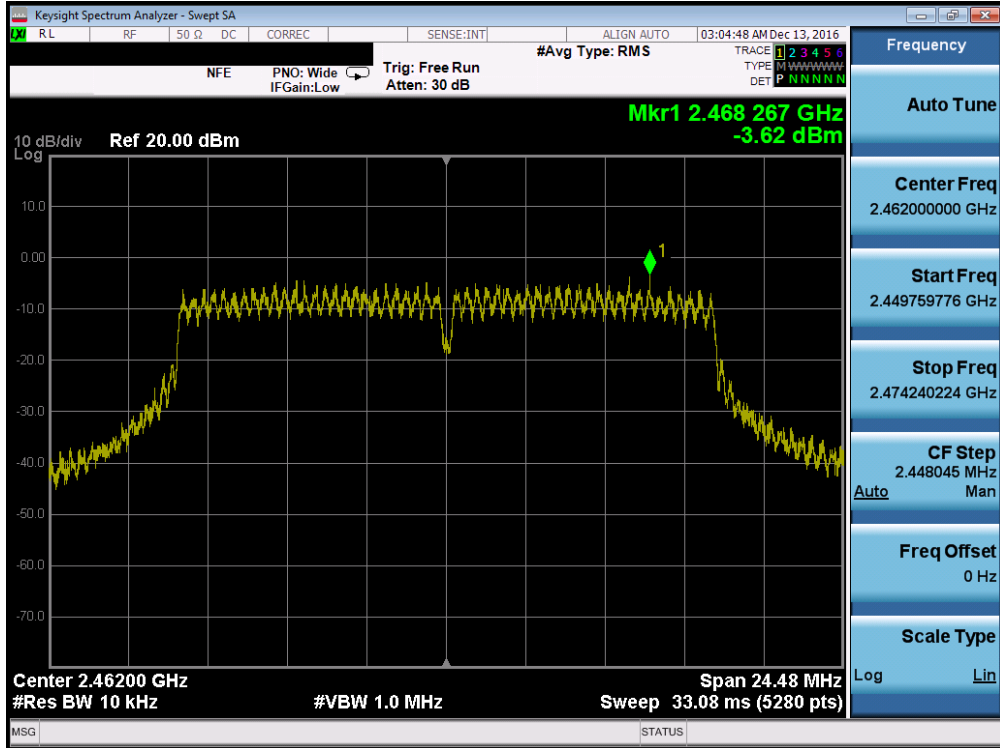 Keysight Spectrum Analyzer - Swept SA
LXI RL RF 50 Ω DC CORREC SENSE:INT ALIGN AUTO 03:04:48 AM Dec 13, 2016
#Avg Type: RMS TRACE 1 2 3 4 5 6
NFE PNO: Wide Trig: Free Run TYPE M WWWWW
IFGain:Low Atten: 30 dB DET P N N N N N
Mkr1 2.468 267 GHz
10 dB/div Ref 20.00 dBm -3.62 dBm
Log
10.0
0.00
1
-10.0
-20.0
-30.0
-40.0
-50.0
-60.0
-70.0
Center 2.46200 GHz Span 24.48 MHz
#Res BW 10 kHz #VBW 1.0 MHz Sweep 33.08 ms (5280 pts)
Frequency
Auto Tune
Center Freq
2.462000000 GHz
Start Freq
2.449759776 GHz
Stop Freq
2.474240224 GHz
CF Step
2.448045 MHz
Auto Man
Freq Offset
0 Hz
Scale Type
Log Lin
MSG STATUS